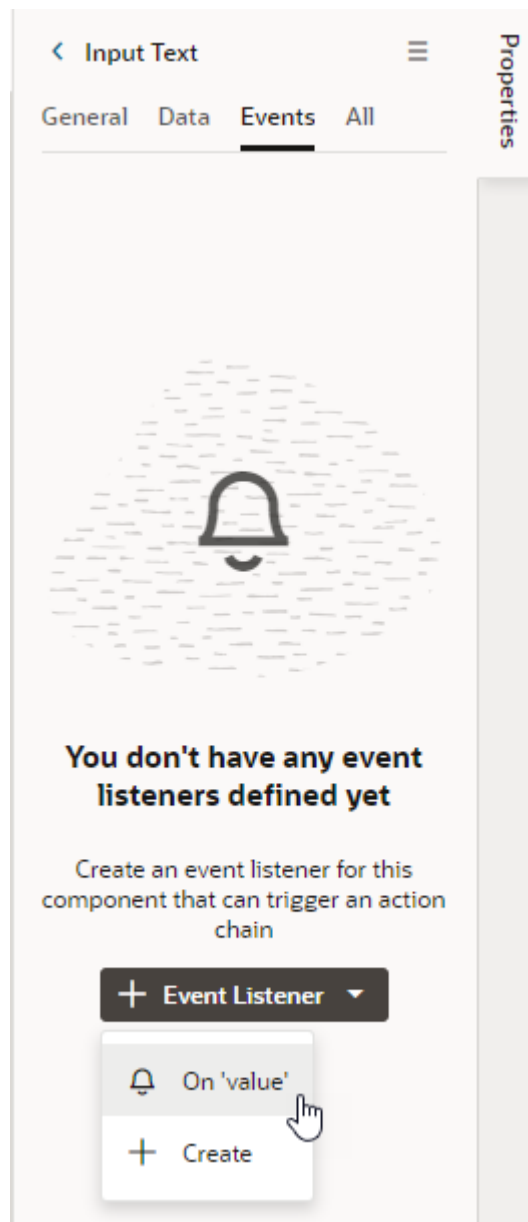 Input Text
Properties
General Data Events All
You don't have any event
listeners defined yet
Create an event listener for this
component that can trigger an action
chain
Event Listener
On 'value'
Create